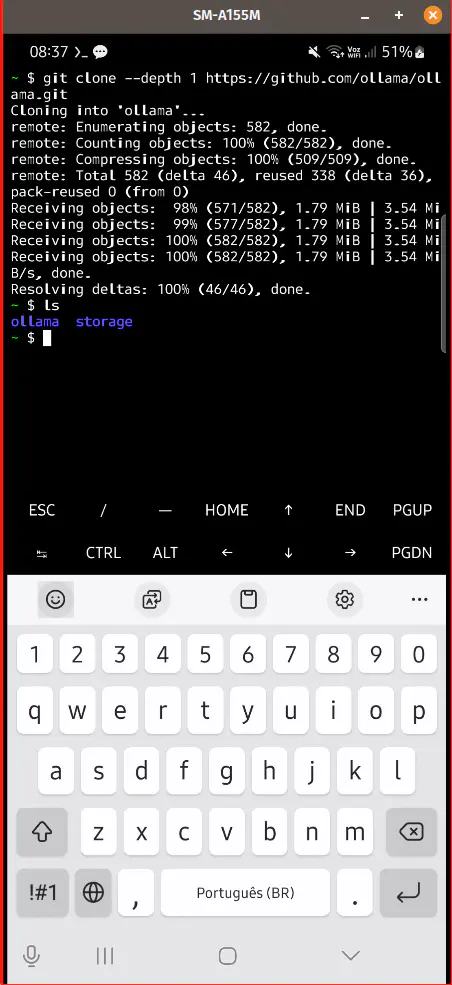 SM-A155M
08:37 >_ Voz WiFi 51%
~ $ git clone --depth 1 https://github.com/ollama/oll
ama.git
Cloning into 'ollama'...
remote: Enumerating objects: 582, done.
remote: Counting objects: 100% (582/582), done.
remote: Compressing objects: 100% (509/509), done.
remote: Total 582 (delta 46), reused 338 (delta 36),
pack-reused 0 (from 0)
Receiving objects:  98% (571/582), 1.79 MiB | 3.54 Mi
Receiving objects:  99% (577/582), 1.79 MiB | 3.54 Mi
Receiving objects: 100% (582/582), 1.79 MiB | 3.54 Mi
Receiving objects: 100% (582/582), 1.79 MiB | 3.54 Mi
B/s, done.
Resolving deltas: 100% (46/46), done.
~ $ ls
ollama  storage
~ $
ESC / — HOME ↑ END PGUP
↹ CTRL ALT ← ↓ → PGDN
1 2 3 4 5 6 7 8 9 0
q w e r t y u i o p
a s d f g h j k l
z x c v b n m
!#1 , Português (BR) .